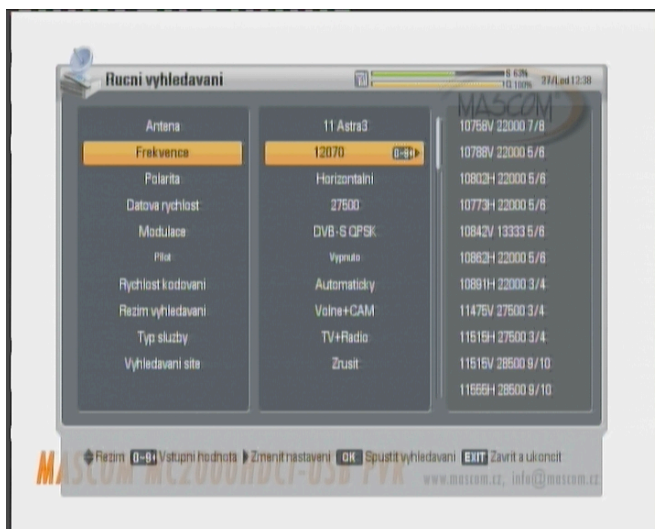 Rucni vyhledavani
S 63%
Q 100%
27/Led 12:38
MASCOM
Antena 11 Astra3
Frekvence 12070 0~9
Polarita Horizontalni
Datova rychlost 27500
Modulace DVB-S QPSK
Pilot Vypnuto
Rychlost kodovani Automaticky
Rezim vyhledavani Volne+CAM
Typ sluzby TV+Radio
Vyhledavani site Zrusit
10758V 22000 7/8
10788V 22000 5/6
10802H 22000 5/6
10773H 22000 5/6
10842V 13333 5/6
10862H 22000 5/6
10891H 22000 3/4
11475V 27500 3/4
11515H 27500 3/4
11515V 28500 9/10
11555H 28500 9/10
Rezim 0~9 Vstupni hodnota Zmenit nastaveni OK Spustit vyhledavani EXIT Zavrit a ukoncit
MASCOM MC2000HDCI-USB PVR www.mascom.cz, info@mascom.cz